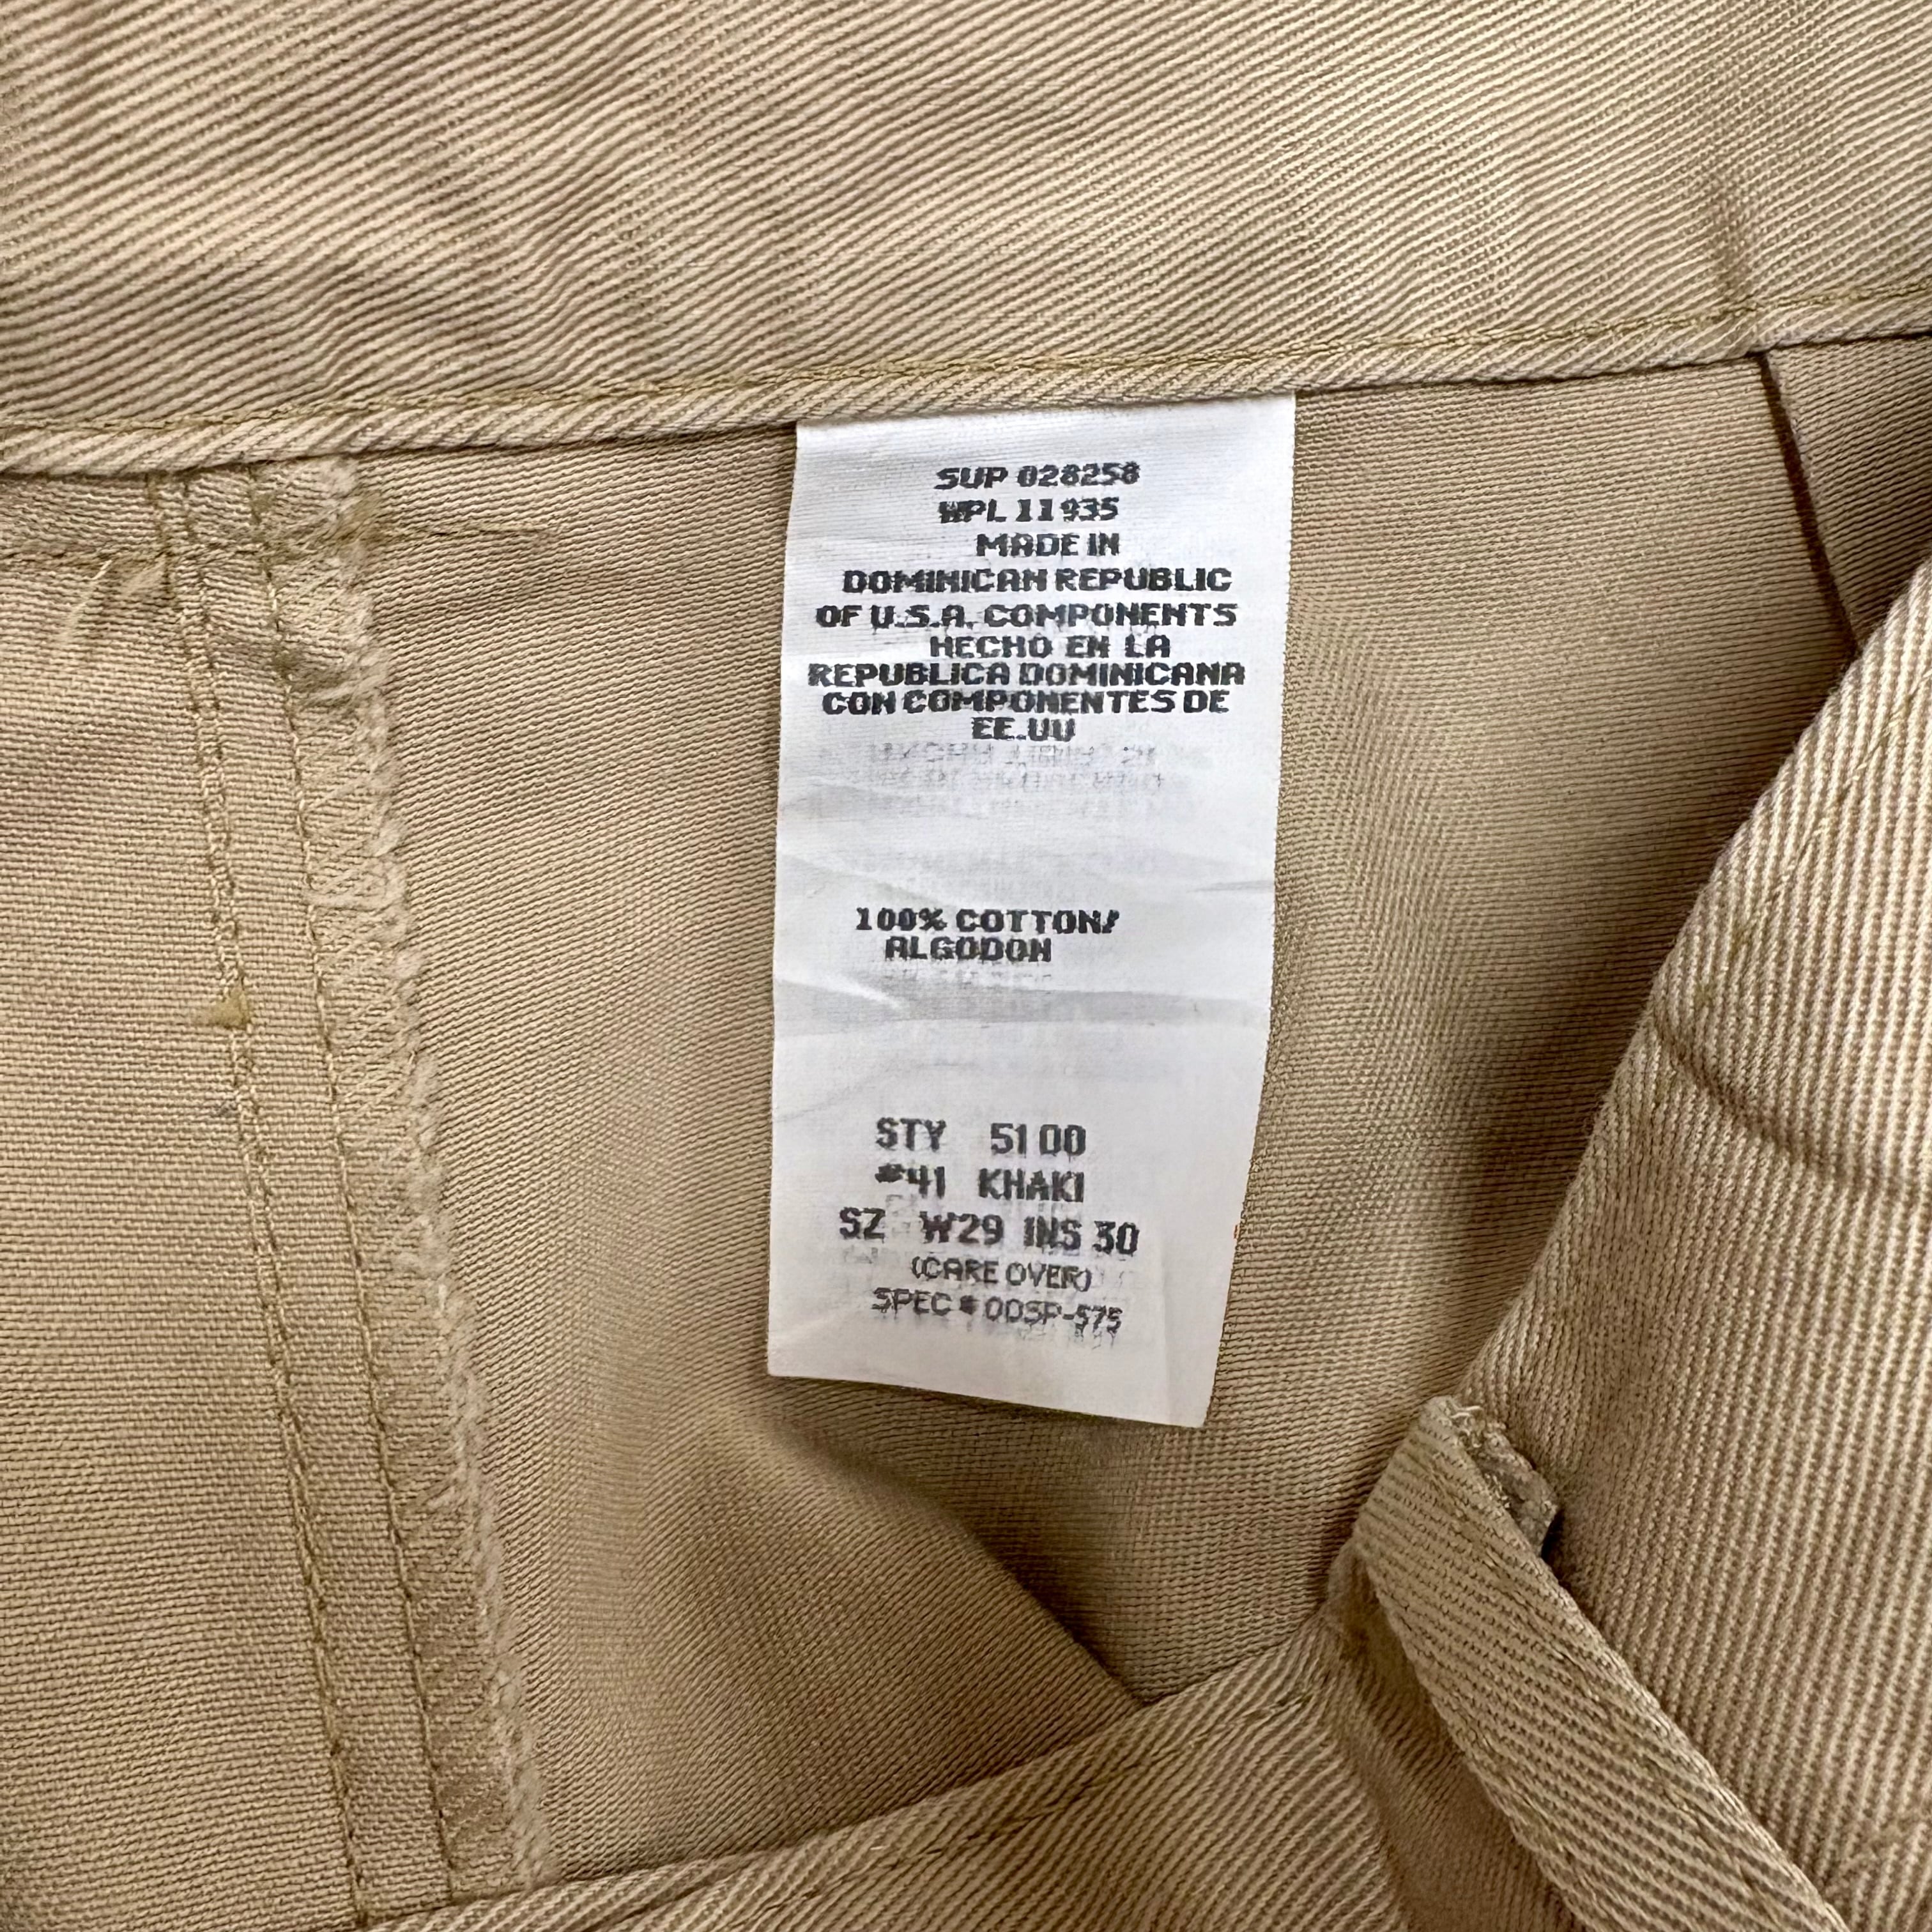 SUP 028258
WPL 11935
MADE IN
DOMINICAN REPUBLIC
OF U.S.A. COMPONENTS
HECHO EN LA
REPUBLICA DOMINICANA
CON COMPONENTES DE
EE.UU
100% COTTON/
ALGODON
STY 5100
#41 KHAKI
SZ W29 INS 30
(CARE OVER)
SPEC # ODSP-575